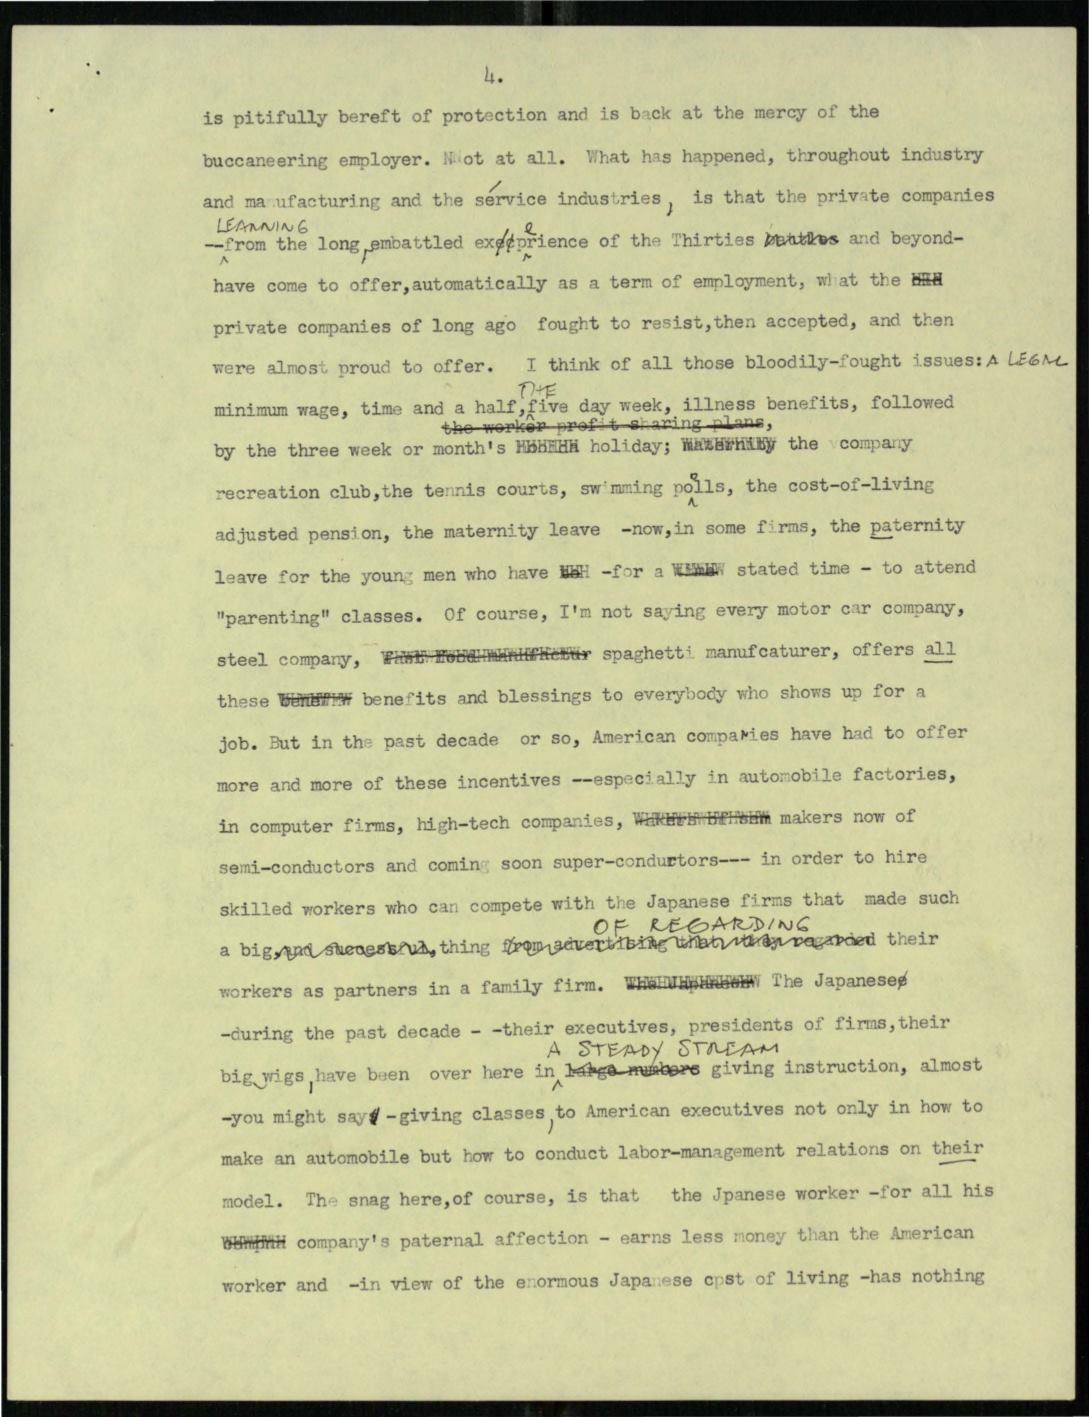 4.
is pitifully bereft of protection and is back at the mercy of the
buccaneering employer. Not at all. What has happened, throughout industry
and manufacturing and the service industries, is that the private companies
LEARNING
--from the long, embattled experience of the Thirties battles and beyond-
have come to offer,automatically as a term of employment, what the
private companies of long ago fought to resist,then accepted, and then
were almost proud to offer. I think of all those bloodily-fought issues: A LEGAL
THE
minimum wage, time and a half, five day week, illness benefits, followed
the worker profit sharing plans,
by the three week or month's holiday; maternity the company
recreation club,the tennis courts, swimming polls, the cost-of-living
adjusted pension, the maternity leave -now,in some firms, the paternity
leave for the young men who have -for a stated time - to attend
"parenting" classes. Of course, I'm not saying every motor car company,
steel company, fast food manufactur spaghetti manufcaturer, offers all
these benefits and blessings to everybody who shows up for a
job. But in the past decade or so, American companies have had to offer
more and more of these incentives --especially in automobile factories,
in computer firms, high-tech companies, makers now of
semi-conductors and coming soon super-condurtors--- in order to hire
skilled workers who can compete with the Japanese firms that made such
OF REGARDING
a big, and successful, thing from advertising that they regarded their
workers as partners in a family firm. The Japanese
-during the past decade - -their executives, presidents of firms,their
A STEADY STREAM
big wigs, have been over here in large numbers giving instruction, almost
-you might say -giving classes, to American executives not only in how to
make an automobile but how to conduct labor-management relations on their
model. The snag here,of course, is that the Jpanese worker -for all his
company's paternal affection - earns less money than the American
worker and -in view of the enormous Japanese cpst of living -has nothing